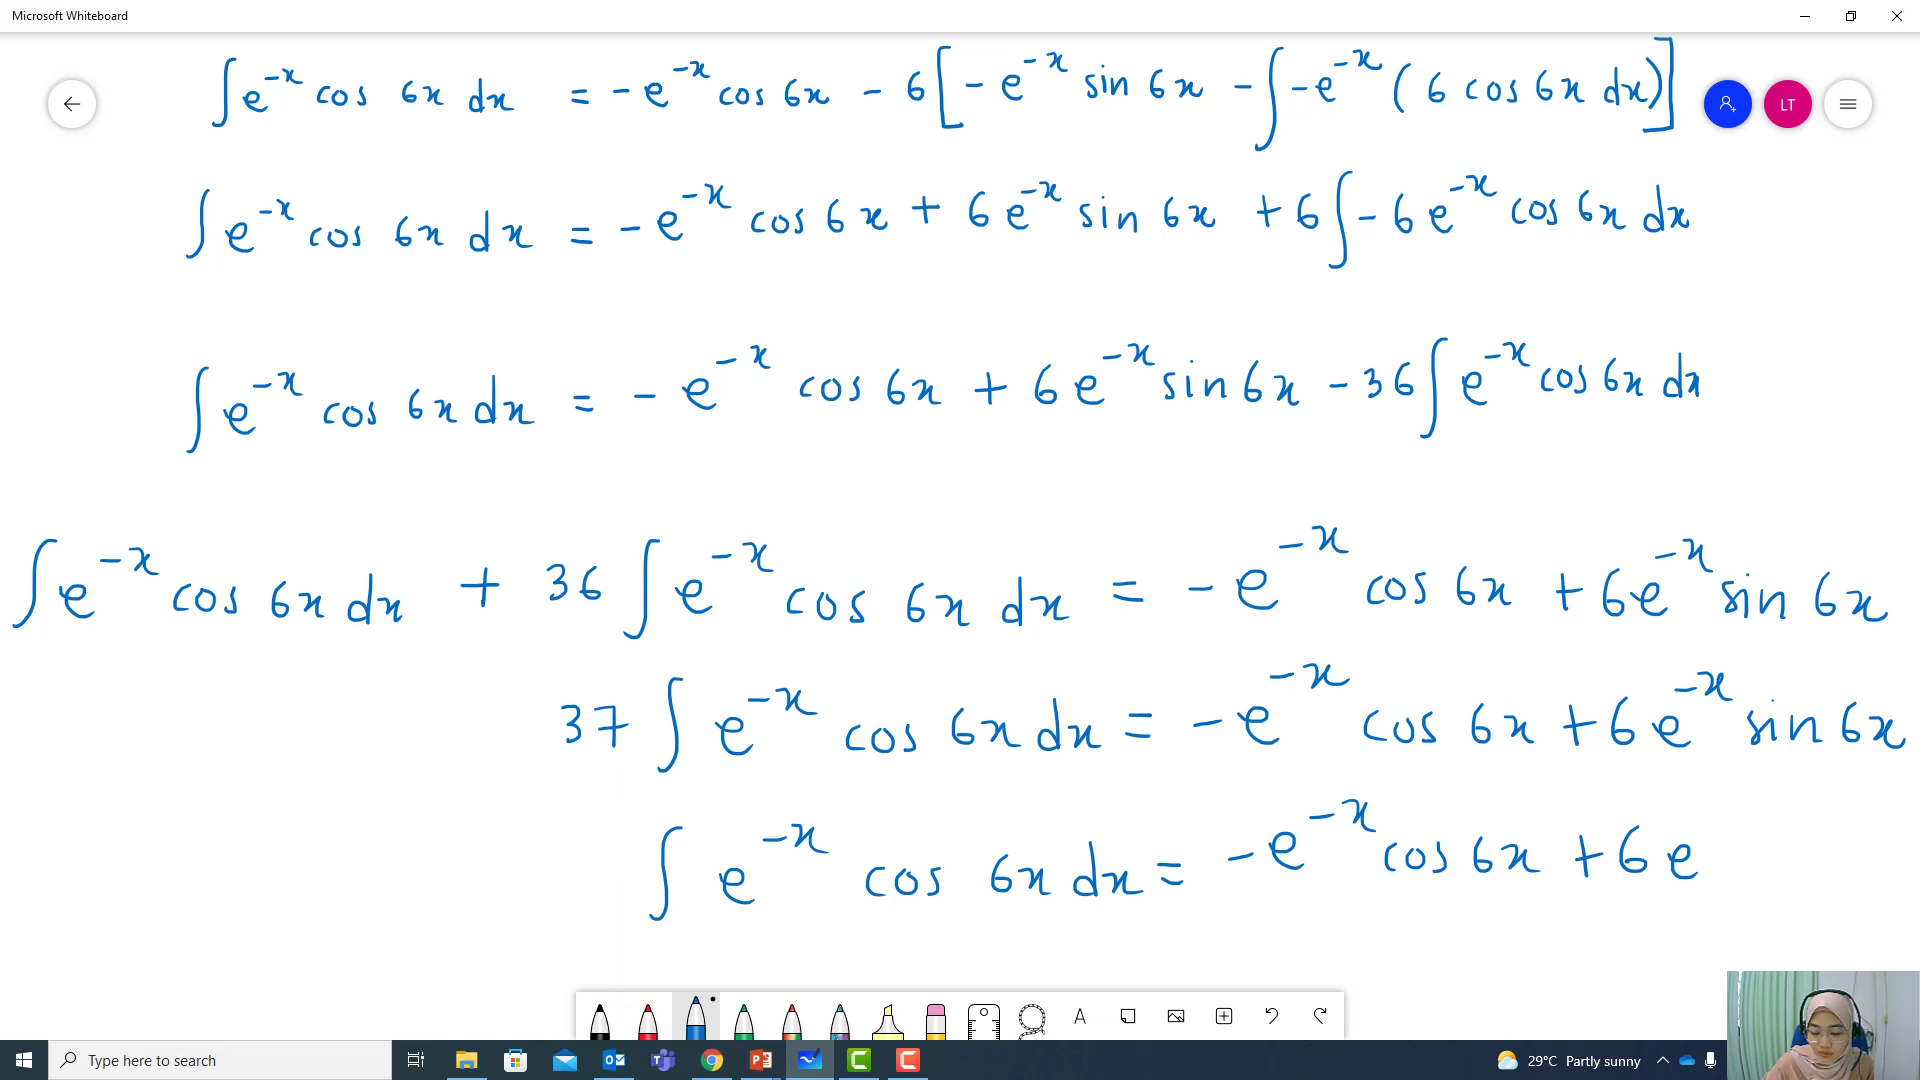 Microsoft Whiteboard
∫e^{-x} cos 6x dx = -e^{-x} cos 6x - 6[-e^{-x} sin 6x - ∫-e^{-x}(6 cos 6x dx)]
LT
∫e^{-x} cos 6x dx = -e^{-x} cos 6x + 6e^{-x} sin 6x + 6∫-6e^{-x} cos 6x dx
∫e^{-x} cos 6x dx = -e^{-x} cos 6x + 6e^{-x} sin 6x - 36∫e^{-x} cos 6x dx
∫e^{-x} cos 6x dx + 36∫e^{-x} cos 6x dx = -e^{-x} cos 6x + 6e^{-x} sin 6x
37∫e^{-x} cos 6x dx = -e^{-x} cos 6x + 6e^{-x} sin 6x
∫e^{-x} cos 6x dx = -e^{-x} cos 6x + 6e
A
Type here to search
29°C Partly sunny